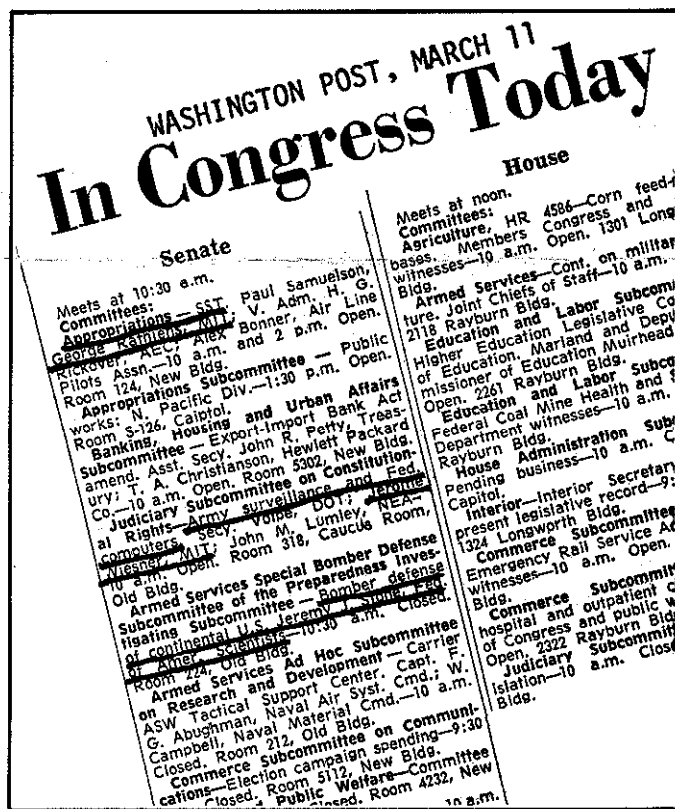 WASHINGTON POST, MARCH 11
In Congress Today
Senate
Meets at 10:30 a.m.
Committees:
Appropriations — SST. Paul Samuelson,
George Rathjens, MIT; V. Adm. H. G.
Rickover, AEC; Alex Bonner, Air Line
Pilots Assn.—10 a.m. and 2 p.m. Open.
Room 124, New Bldg.
Appropriations Subcommittee — Public
works: N. Pacific Div.—1:30 p.m. Open.
Room S-126, Caiptol.
Banking, Housing and Urban Affairs
Subcommittee — Export-Import Bank Act
amend. Asst. Secy. John R. Petty, Treas-
ury; T. A. Christianson, Hewlett Packard
Co.—10 a.m. Open. Room 5302, New Bldg.
Judiciary Subcommittee on Constitution-
al Rights—Army surveillance and Fed.
computers. Secy. Volpe, DOT; Jerome
Wiesner, MIT; John M. Lumley, NEA—
10 a.m. Open. Room 318, Caucus Room,
Old Bldg.
Armed Services Special Bomber Defense
Subcommittee of the Preparedness Inves-
tigating Subcommittee — Bomber defense
of continental U.S. Jeremy J. Stone, Fed.
of Amer. Scientists—10:30 a.m. Closed.
Room 224, Old Bldg.
Armed Services Ad Hoc Subcommittee
on Research and Development — Carrier
ASW Tactical Support Center. Capt. F.
G. Abughman, Naval Air Syst. Cmd.; W.
Campbell, Naval Material Cmd.—10 a.m.
Closed. Room 212, Old Bldg.
Commerce Subcommittee on Communi-
cations—Election campaign spending—9:30
Closed. Room 5112, New Bldg.
Public Welfare—Committee
Closed. Room 4232, New
10 a.m.
House
Meets at noon.
Committees:
Agriculture, HR 4586—Corn feed-
bases. Members Congress and
witnesses—10 a.m. Open. 1301 Long
Bldg.
Armed Services—Cont. on militar
ture. Joint Chiefs of Staff—10 a.m.
2118 Rayburn Bldg.
Education and Labor Subcomm
Higher Education Legislative Co
of Education. Marland and Depu
missioner of Education Muirhead
Open. 2261 Rayburn Bldg.
Education and Labor Subco
Federal Coal Mine Health and S
Department witnesses—10 a.m.
Rayburn Bldg.
House Administration Sub
Pending business—10 a.m. C
Capitol.
Interior—Interior Secretary
present legislative record—9:
1324 Longworth Bldg.
Commerce Subcommittee
Emergency Rail Service Ac
witnesses—10 a.m. Open.
Bldg.
Commerce Subcommitt
hospital and outpatient c
of Congress and public w
Open. 2322 Rayburn Bld
Judiciary Subcommitte
islation—10 a.m. Close
Bldg.